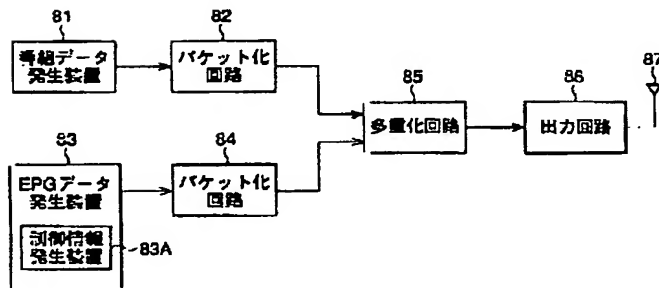 81
番組データ
発生装置
82
パケット化
回路
83
EPGデータ
発生装置
制御情報
発生装置
83A
84
パケット化
回路
85
多重化回路
86
出力回路
87